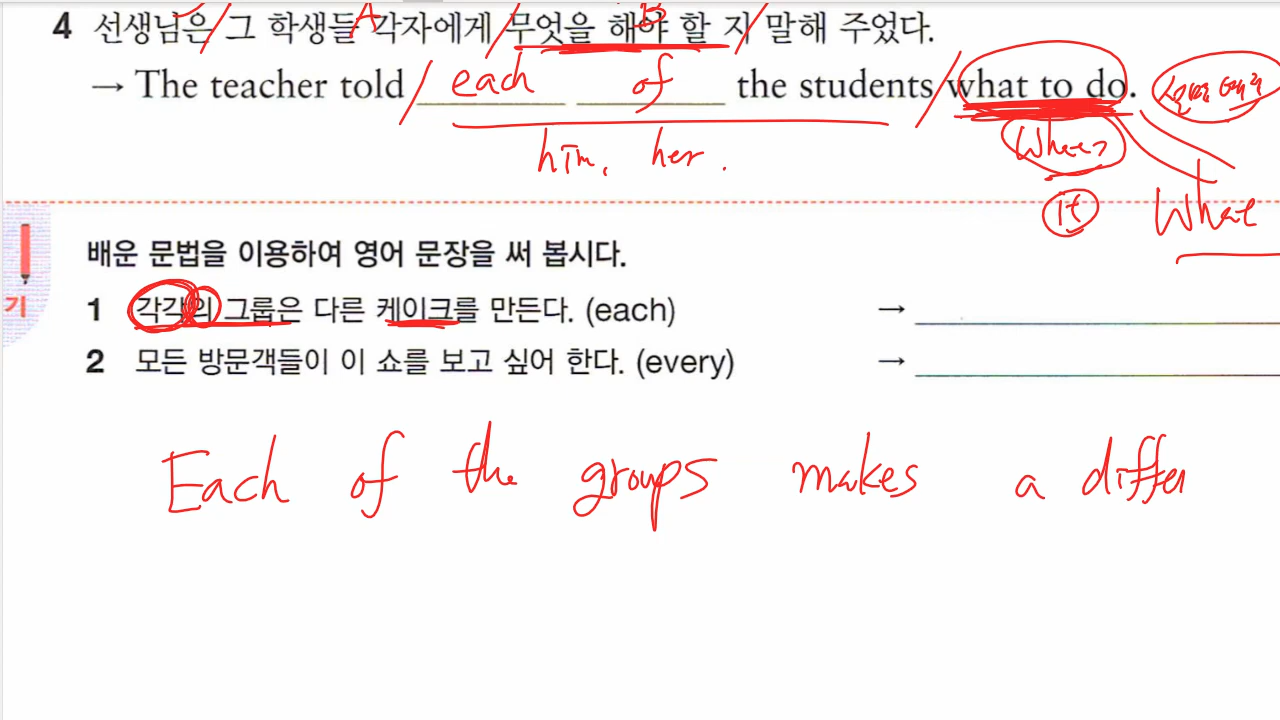 4 선생님은 그 학생들 각자에게 무엇을 해야 할 지 말해 주었다.
A B
→ The teacher told each of the students what to do.
him, her.
if What
배운 문법을 이용하여 영어 문장을 써 봅시다.
기
1 각각의 그룹은 다른 케이크를 만든다. (each) →
2 모든 방문객들이 이 쇼를 보고 싶어 한다. (every) →
Each of the groups makes a differ